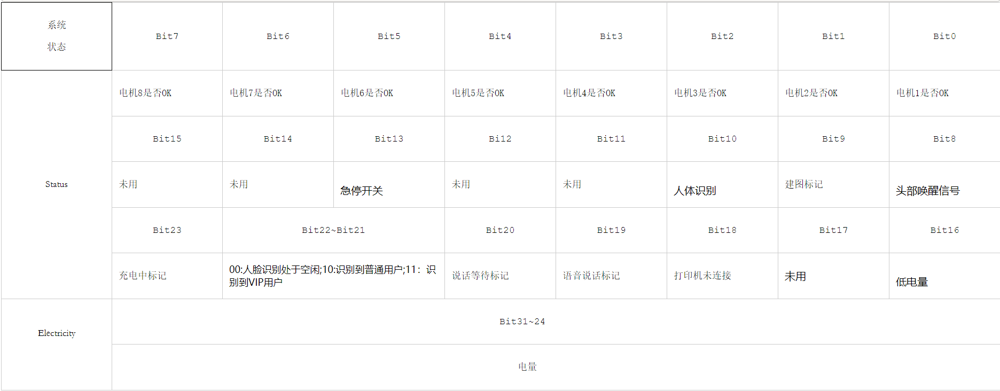 系统
状态
Bit7
Bit6
Bit5
Bit4
Bit3
Bit2
Bit1
Bit0
Status
电机8是否OK
电机7是否OK
电机6是否OK
电机5是否OK
电机4是否OK
电机3是否OK
电机2是否OK
电机1是否OK
Bit15
Bit14
Bit13
Bi12
Bit11
Bit10
Bit9
Bit8
未用
未用
急停开关
未用
未用
人体识别
建图标记
头部唤醒信号
Bit23
Bit22~Bit21
Bit20
Bit19
Bit18
Bit17
Bit16
充电中标记
00:人脸识别处于空闲;10:识别到普通用户;11：识
别到VIP用户
说话等待标记
语音说话标记
打印机未连接
未用
低电量
Electricity
Bit31~24
电量